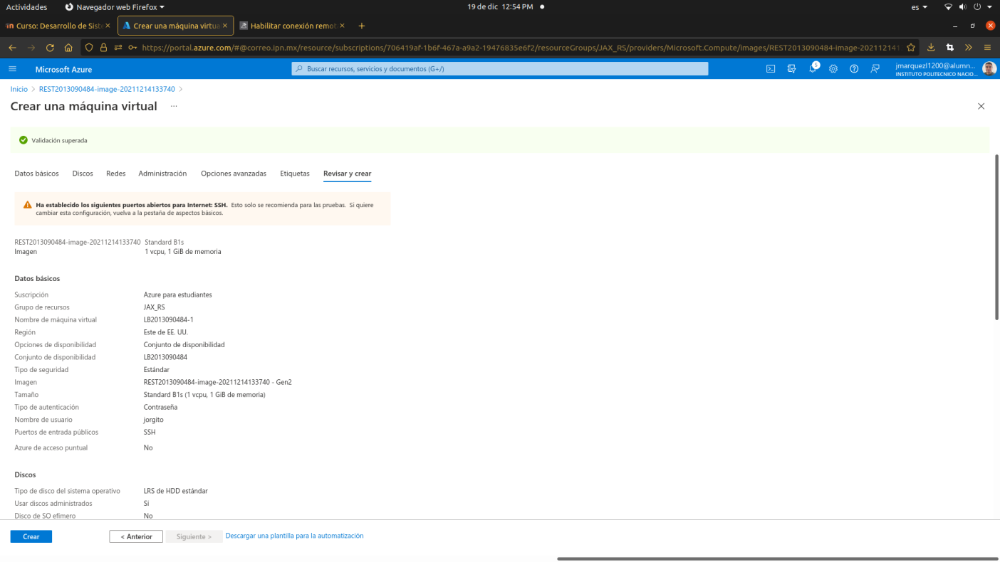 Actividades
Navegador web Firefox
19 de dic 12:54 PM
es
Curso: Desarrollo de Siste
Crear una máquina virtua
Habilitar conexión remot
https://portal.azure.com/#@correo.ipn.mx/resource/subscriptions/706419af-1b6f-467a-a9a2-19476835e6f2/resourceGroups/JAX_RS/providers/Microsoft.Compute/images/REST2013090484-image-202112141
Microsoft Azure
Buscar recursos, servicios y documentos (G+/)
5
jmarquezl1200@alumn...
INSTITUTO POLITECNICO NACIO...
Inicio > REST2013090484-image-20211214133740 >
Crear una máquina virtual ...
Validación superada
Datos básicos Discos Redes Administración Opciones avanzadas Etiquetas Revisar y crear
Ha establecido los siguientes puertos abiertos para Internet: SSH. Esto solo se recomienda para las pruebas. Si quiere
cambiar esta configuración, vuelva a la pestaña de aspectos básicos.
REST2013090484-image-20211214133740 Standard B1s
Imagen 1 vcpu, 1 GiB de memoria
Datos básicos
Suscripción Azure para estudiantes
Grupo de recursos JAX_RS
Nombre de máquina virtual LB2013090484-1
Región Este de EE. UU.
Opciones de disponibilidad Conjunto de disponibilidad
Conjunto de disponibilidad LB2013090484
Tipo de seguridad Estándar
Imagen REST2013090484-image-20211214133740 - Gen2
Tamaño Standard B1s (1 vcpu, 1 GiB de memoria)
Tipo de autenticación Contraseña
Nombre de usuario jorgito
Puertos de entrada públicos SSH
Azure de acceso puntual No
Discos
Tipo de disco del sistema operativo LRS de HDD estándar
Usar discos administrados Sí
Disco de SO efímero No
Crear < Anterior Siguiente > Descargar una plantilla para la automatización